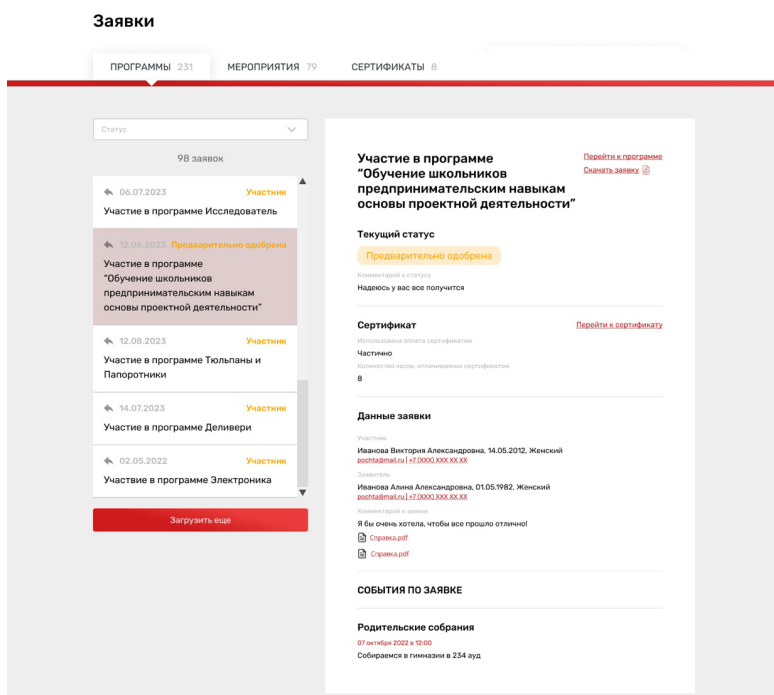 Заявки
ПРОГРАММЫ 231 МЕРОПРИЯТИЯ 79 СЕРТИФИКАТЫ 8
Статус
98 заявок
06.07.2023 Участник
Участие в программе Исследователь
12.06.2023 Предварительно одобрена
Участие в программе
“Обучение школьников
предпринимательским навыкам
основы проектной деятельности”
12.08.2023 Участник
Участие в программе Тюльпаны и
Папоротники
14.07.2023 Участник
Участие в программе Деливери
02.05.2022 Участник
Учаcтвие в программе Электроника
Загрузить еще
Участие в программе
“Обучение школьников
предпринимательским навыкам
основы проектной деятельности”
Перейти к программе
Скачать заявку
Текущий статус
Предварительно одобрена
Комментарий к статусу
Надеюсь у вас все получится
Сертификат Перейти к сертификату
Использована оплата сертификатом
Частично
Количество часов, оплачиваемых сертификатом
8
Данные заявки
Участник
Иванова Виктория Александровна, 14.05.2012, Женский
pochta@mail.ru | +7 (XXX) XXX XX XX
Заявитель
Иванова Алина Александровна, 01.05.1982, Женский
pochta@mail.ru | +7 (XXX) XXX XX XX
Комментарий к заявке
Я бы очень хотела, чтобы все прошло отлично!
Справка.pdf
Справка.pdf
СОБЫТИЯ ПО ЗАЯВКЕ
Родительские собрания
07 октября 2022 в 12:00
Собираемся в гимназии в 234 ауд